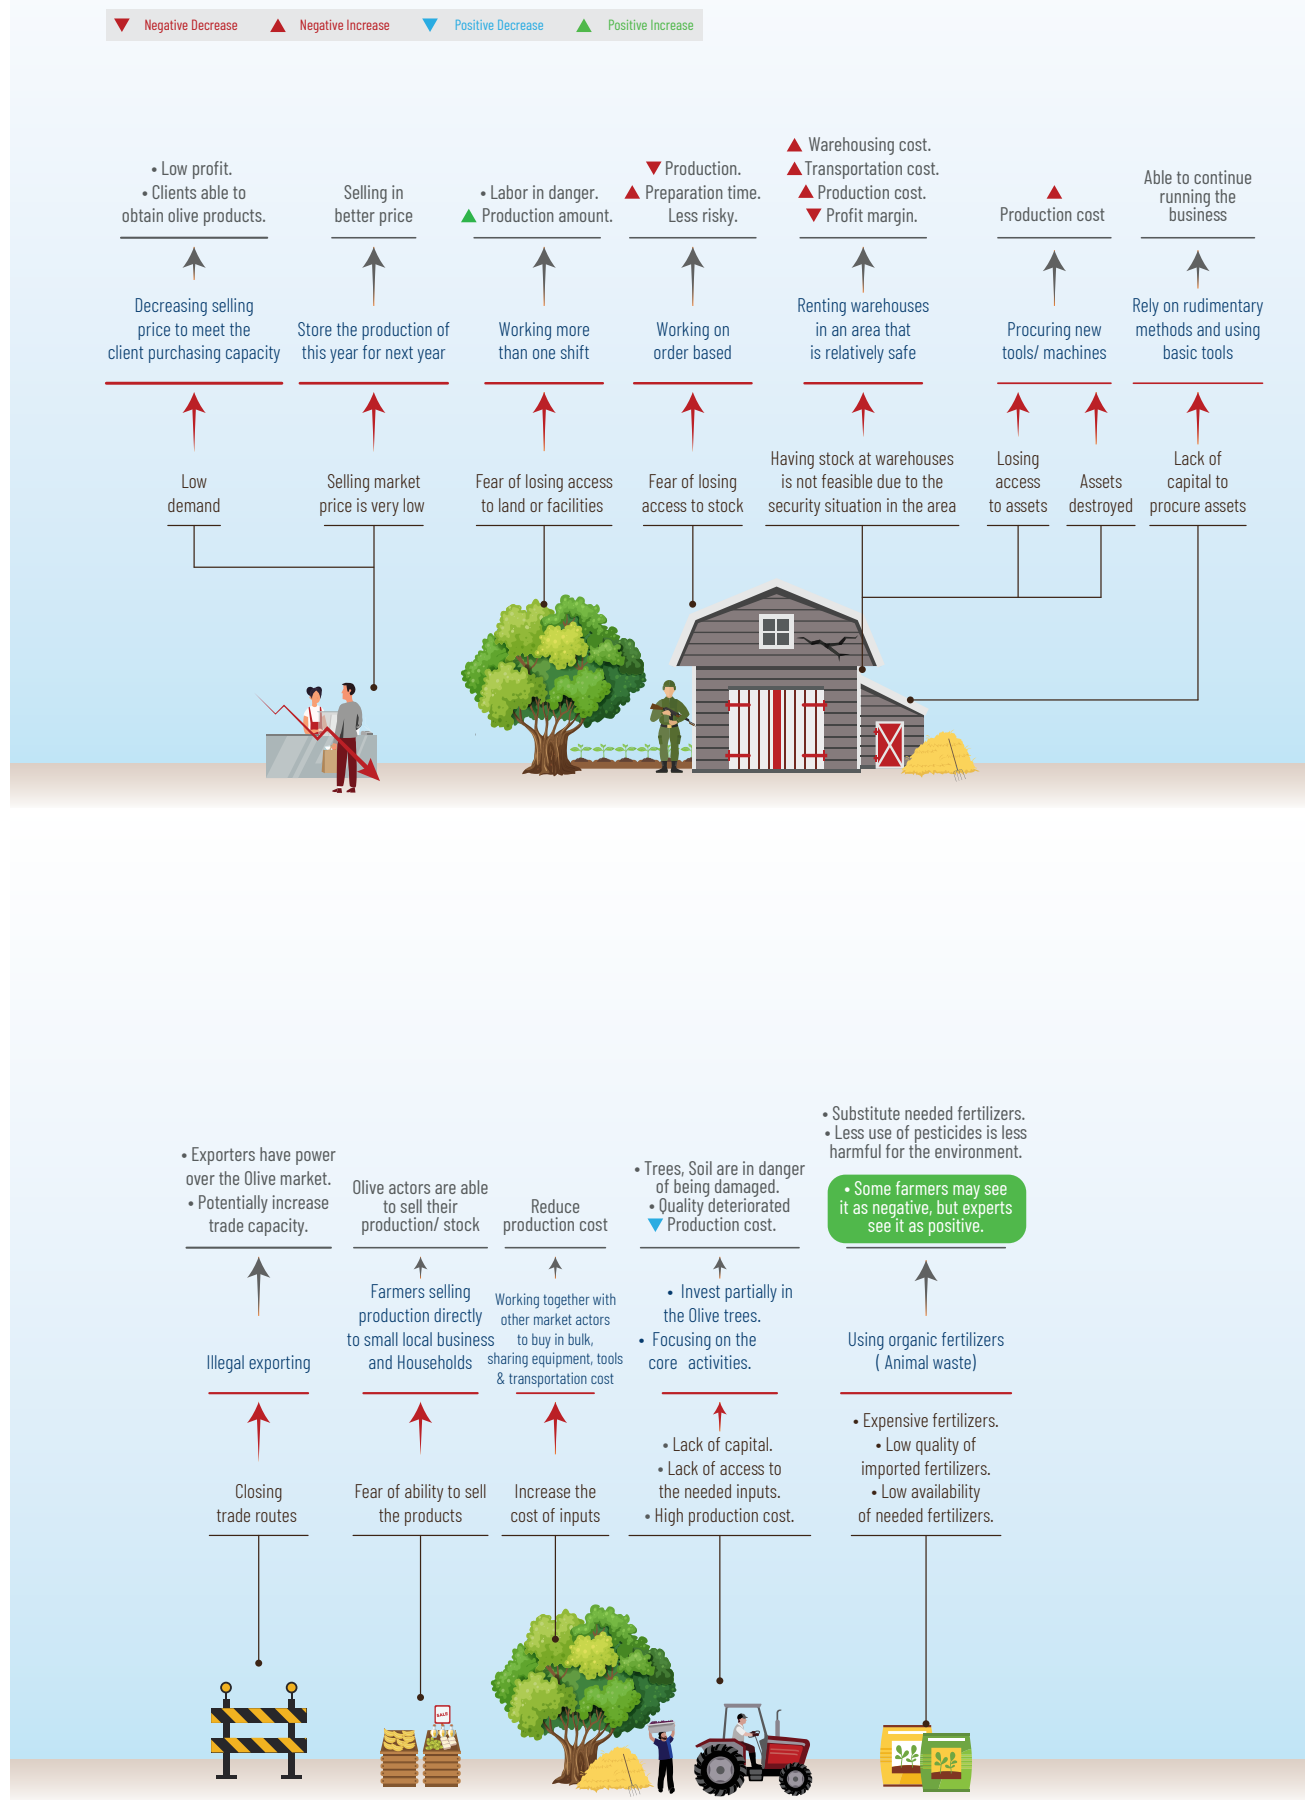 Negative Decrease
Negative Increase
Positive Decrease
Positive Increase
• Low profit.
• Clients able to
obtain olive products.
Selling in
better price
• Labor in danger.
Production amount.
Production.
Preparation time.
Less risky.
Warehousing cost.
Transportation cost.
Production cost.
Profit margin.
Production cost
Able to continue
running the
business
Decreasing selling
price to meet the
client purchasing capacity
Store the production of
this year for next year
Working more
than one shift
Working on
order based
Renting warehouses
in an area that
is relatively safe
Procuring new
tools/ machines
Rely on rudimentary
methods and using
basic tools
Low
demand
Selling market
price is very low
Fear of losing access
to land or facilities
Fear of losing
access to stock
Having stock at warehouses
is not feasible due to the
security situation in the area
Losing
access
to assets
Assets
destroyed
Lack of
capital to
procure assets
• Exporters have power
over the Olive market.
• Potentially increase
trade capacity.
Olive actors are able
to sell their
production/ stock
Reduce
production cost
• Trees, Soil are in danger
of being damaged.
• Quality deteriorated
Production cost.
• Substitute needed fertilizers.
• Less use of pesticides is less
harmful for the environment.
• Some farmers may see
it as negative, but experts
see it as positive.
Illegal exporting
Farmers selling
production directly
to small local business
and Households
Working together with
other market actors
to buy in bulk,
sharing equipment, tools
& transportation cost
• Invest partially in
the Olive trees.
• Focusing on the
core activities.
Using organic fertilizers
( Animal waste)
Closing
trade routes
Fear of ability to sell
the products
Increase the
cost of inputs
• Lack of capital.
• Lack of access to
the needed inputs.
• High production cost.
• Expensive fertilizers.
• Low quality of
imported fertilizers.
• Low availability
of needed fertilizers.
SALE